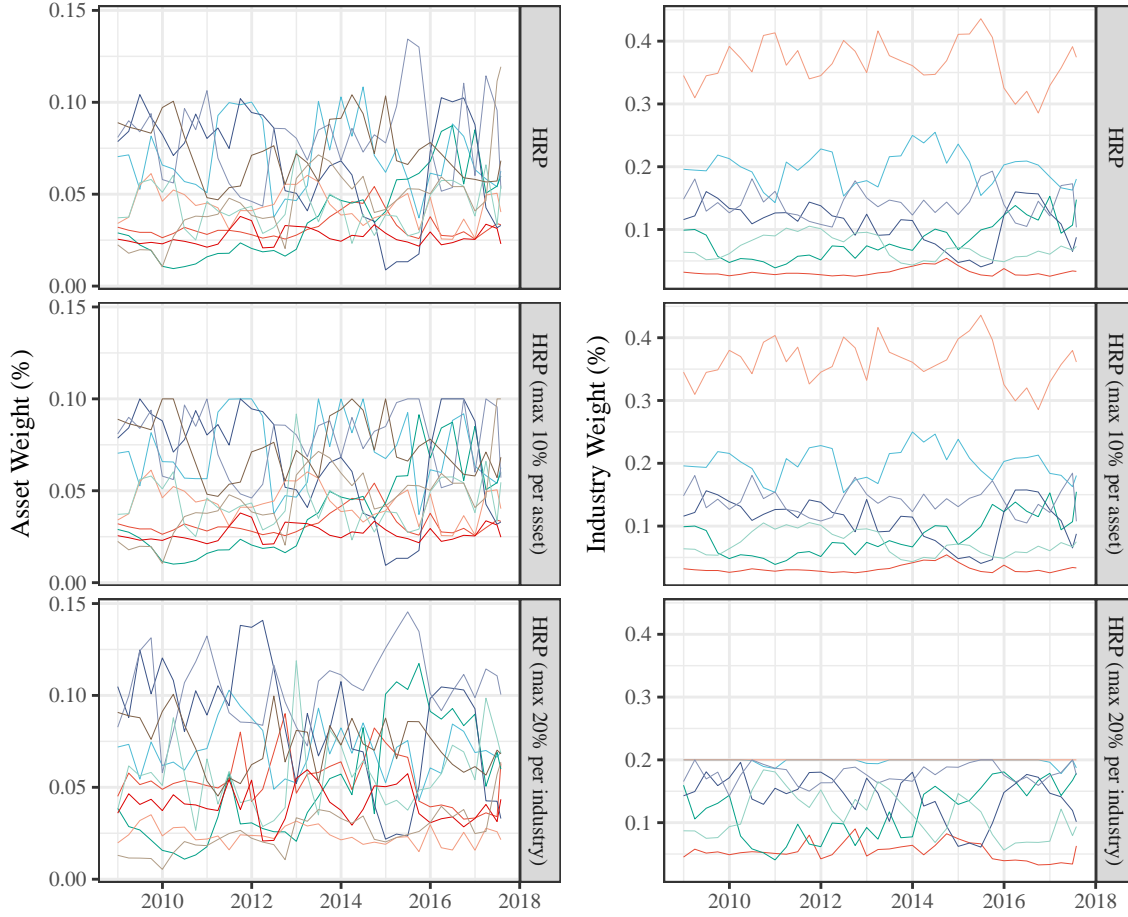 Asset Weight (%)
0.15
0.10
0.05
0.00
HRP
0.15
0.10
0.05
0.00
HRP (max 10% per asset)
0.15
0.10
0.05
0.00
HRP (max 20% per industry)
2010 2012 2014 2016 2018
Industry Weight (%)
0.4
0.3
0.2
0.1
HRP
0.4
0.3
0.2
0.1
HRP (max 10% per asset)
0.4
0.3
0.2
0.1
HRP (max 20% per industry)
2010 2012 2014 2016 2018